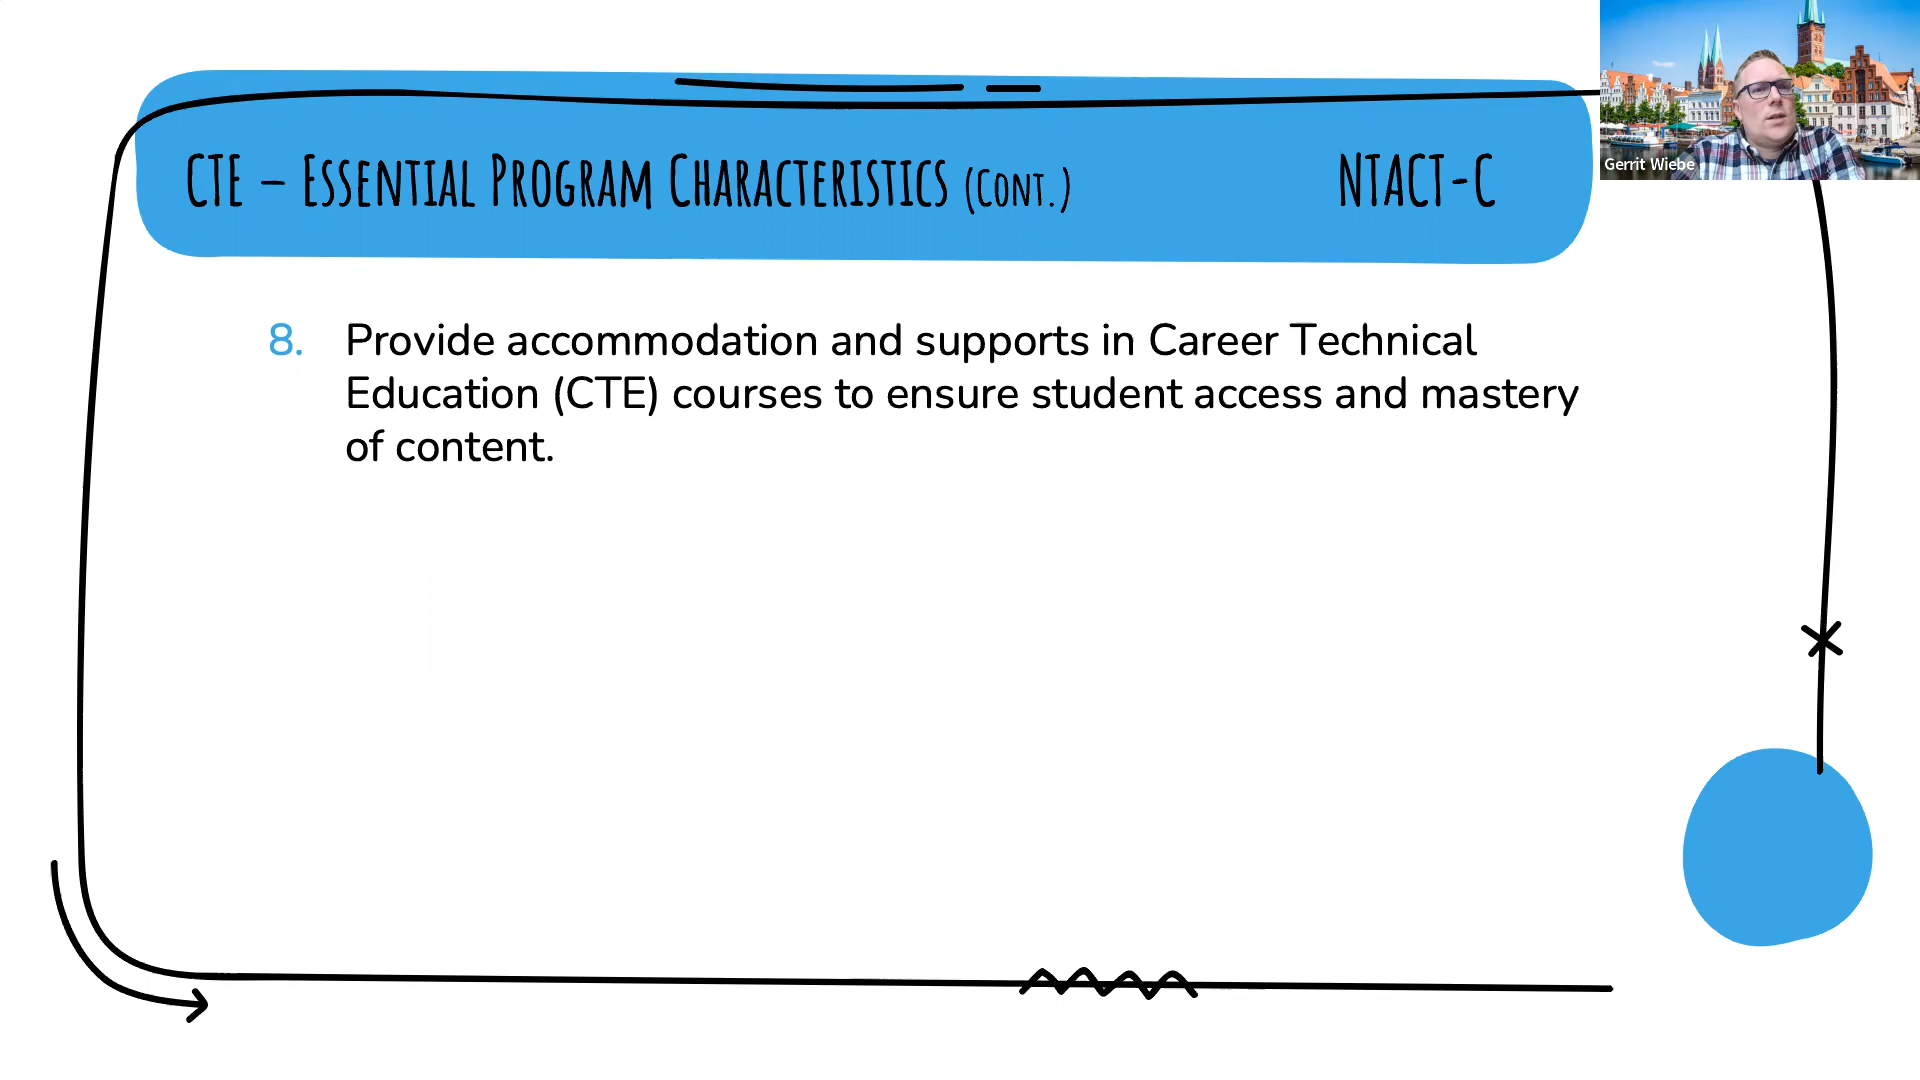 CTE – Essential Program Characteristics (Cont.) NTACT-C
Gerrit Wiebe
8. Provide accommodation and supports in Career Technical
Education (CTE) courses to ensure student access and mastery
of content.